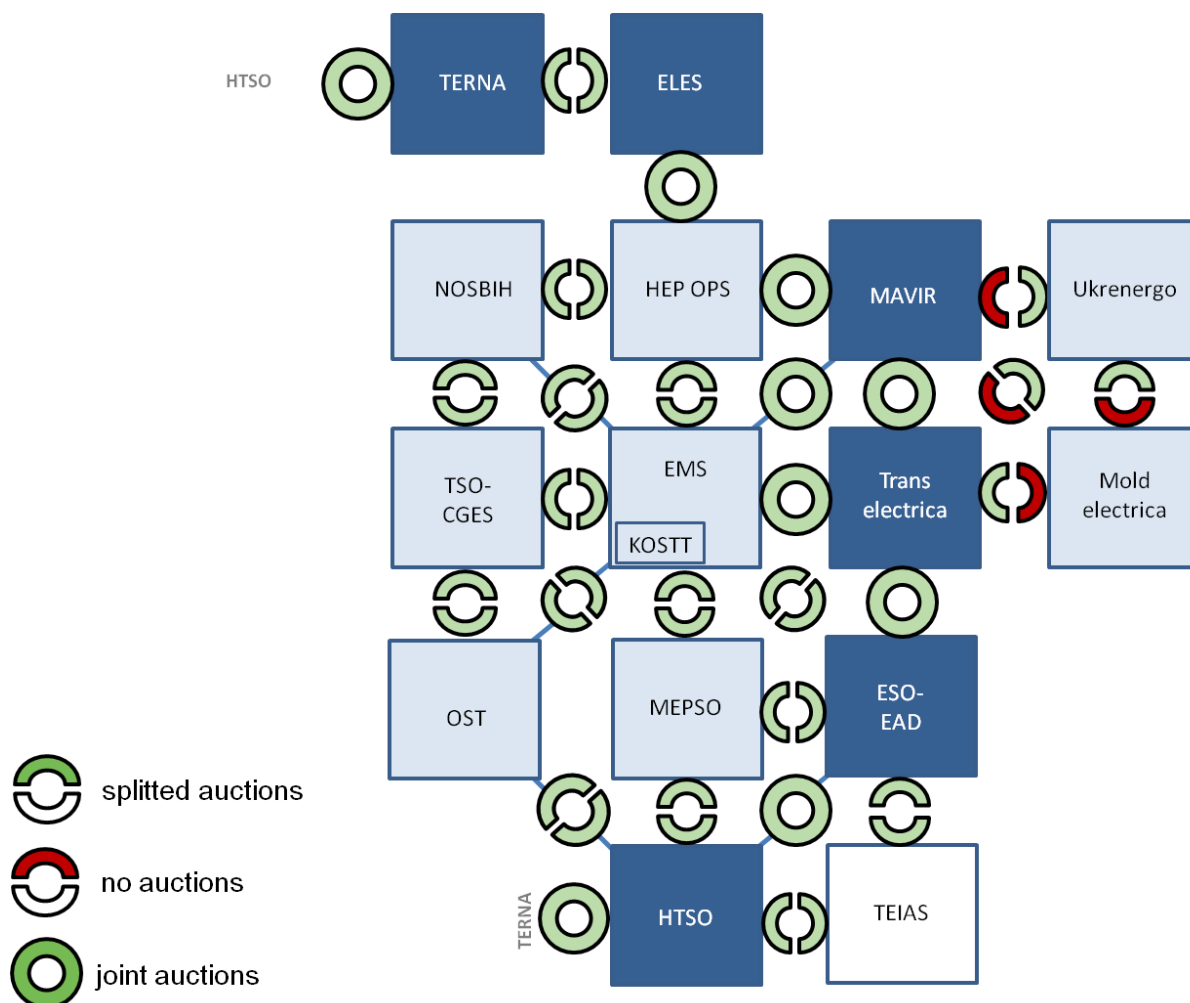 HTSO
TERNA
ELES
NOSBIH
HEP OPS
MAVIR
Ukrenergo
TSO-
CGES
EMS
KOSTT
Trans
electrica
Mold
electrica
OST
MEPSO
ESO-
EAD
TERNA
HTSO
TEIAS
splitted auctions
no auctions
joint auctions